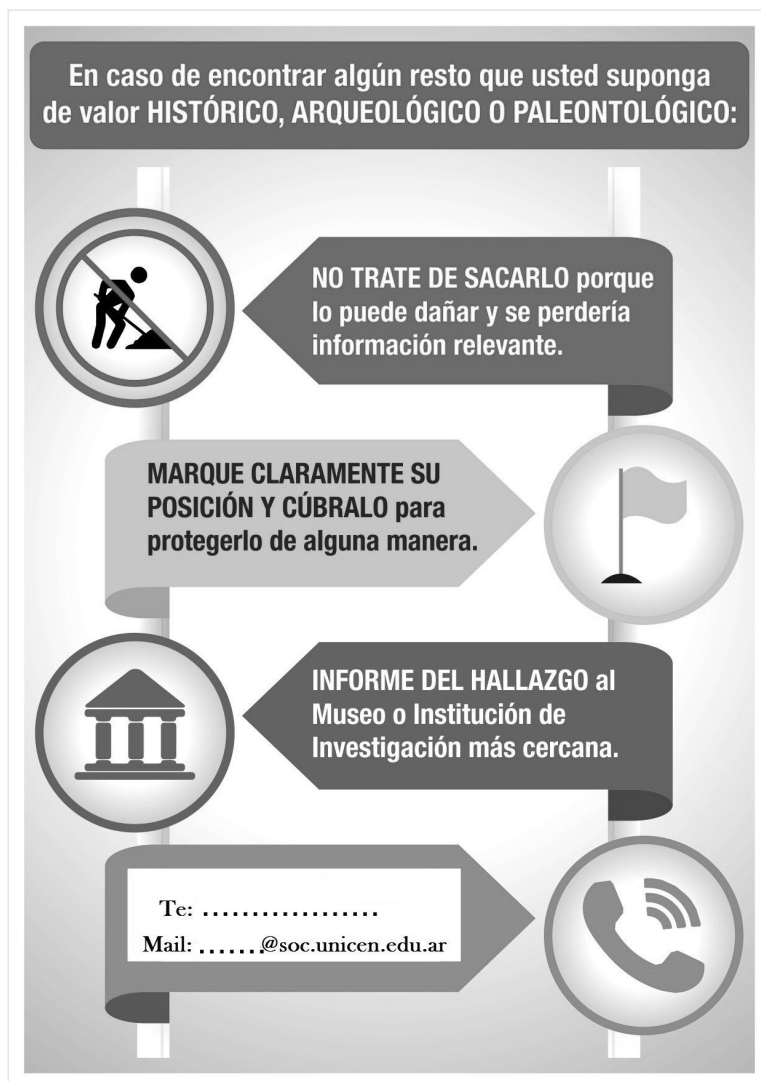 En caso de encontrar algún resto que usted suponga
de valor HISTÓRICO, ARQUEOLÓGICO O PALEONTOLÓGICO:
NO TRATE DE SACARLO porque
lo puede dañar y se perdería
información relevante.
MARQUE CLARAMENTE SU
POSICIÓN Y CÚBRALO para
protegerlo de alguna manera.
INFORME DEL HALLAZGO al
Museo o Institución de
Investigación más cercana.
Te: ..................
Mail: .......@soc.unicen.edu.ar